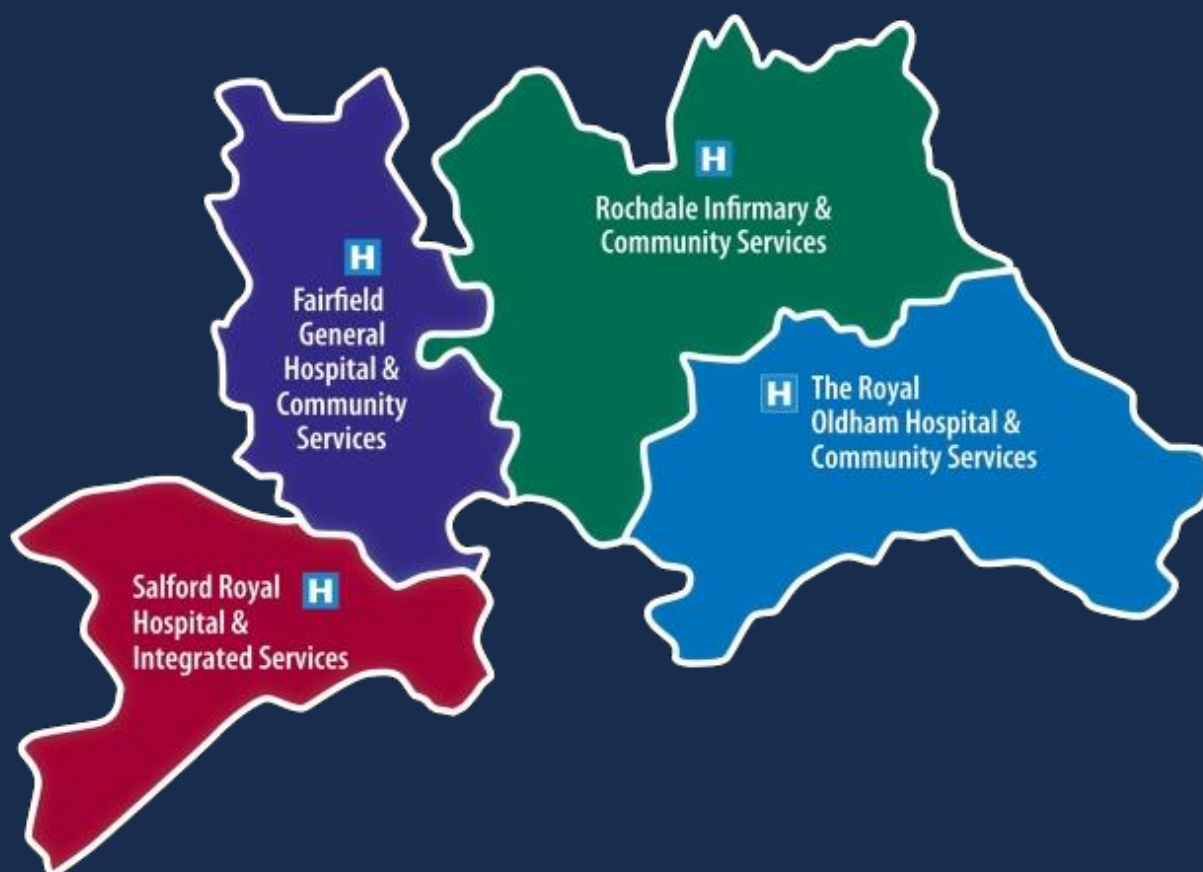 H
Rochdale Infirmary &
Community Services
H
Fairfield
General
Hospital &
Community
Services
H
The Royal
Oldham Hospital &
Community Services
H
Salford Royal
Hospital &
Integrated Services